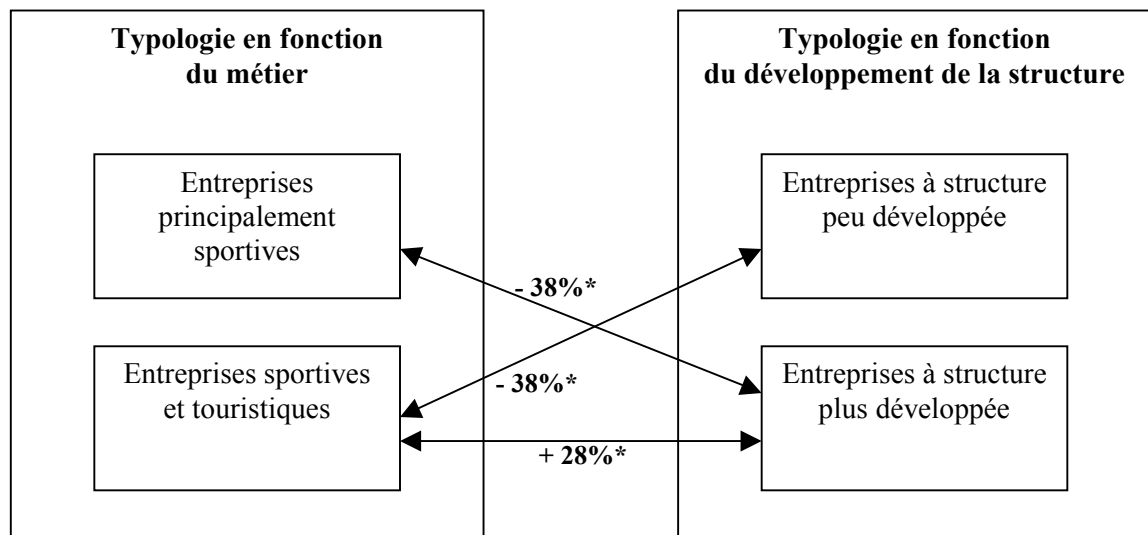 Typologie en fonction
du métier
Entreprises
principalement
sportives
Entreprises sportives
et touristiques
- 38%*
- 38%*
+ 28%*
Typologie en fonction
du développement de la structure
Entreprises à structure
peu développée
Entreprises à structure
plus développée